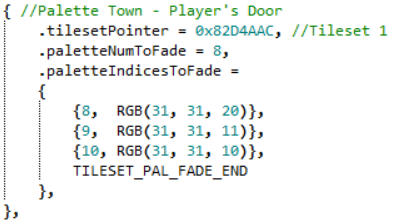 { //Palette Town - Player's Door
.tilesetPointer = 0x82D4AAC, //Tileset 1
.paletteNumToFade = 8,
.paletteIndicesToFade =
{
{8,  RGB(31, 31, 20)},
{9,  RGB(31, 31, 11)},
{10, RGB(31, 31, 10)},
TILESET_PAL_FADE_END
},
},